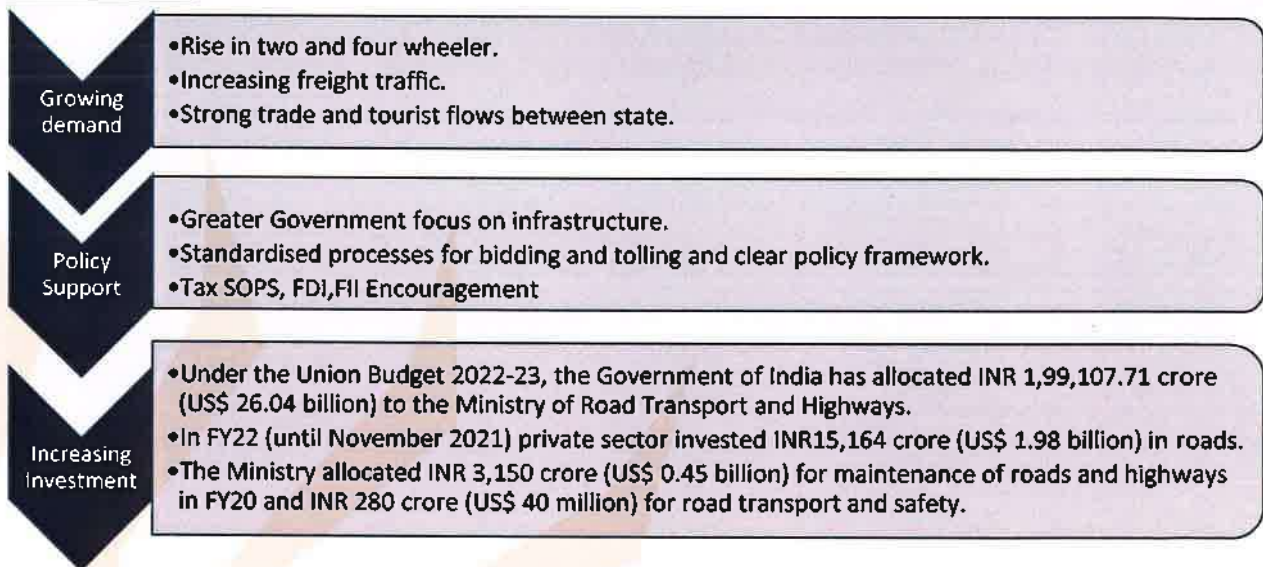 Growing
demand
•Rise in two and four wheeler.
•Increasing freight traffic.
•Strong trade and tourist flows between state.
Policy
Support
•Greater Government focus on infrastructure.
•Standardised processes for bidding and tolling and clear policy framework.
•Tax SOPS, FDI,FII Encouragement
Increasing
Investment
•Under the Union Budget 2022-23, the Government of India has allocated INR 1,99,107.71 crore
(US$ 26.04 billion) to the Ministry of Road Transport and Highways.
•In FY22 (until November 2021) private sector invested INR15,164 crore (US$ 1.98 billion) in roads.
•The Ministry allocated INR 3,150 crore (US$ 0.45 billion) for maintenance of roads and highways
in FY20 and INR 280 crore (US$ 40 million) for road transport and safety.